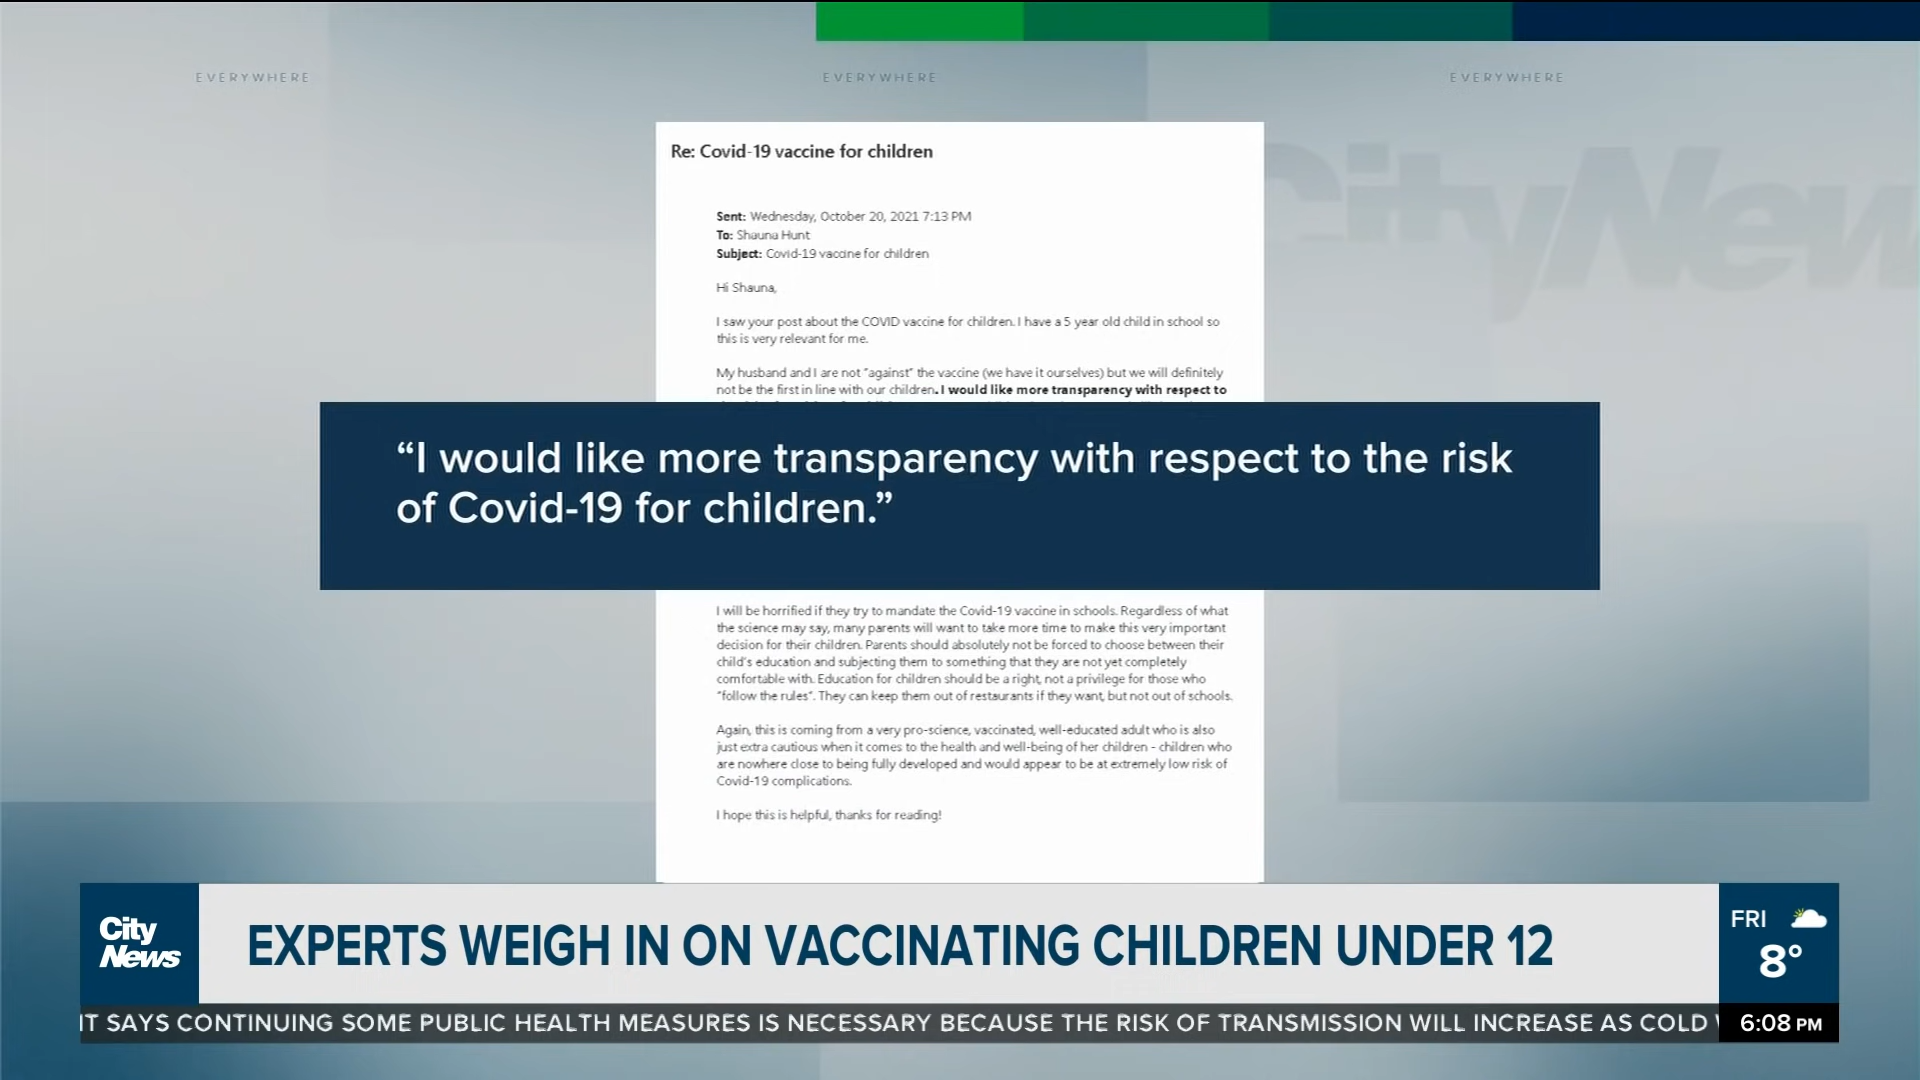 EVERYWHERE EVERYWHERE EVERYWHERE
CityNew
Re: Covid-19 vaccine for children
Sent: Wednesday, October 20, 2021 7:13 PM
To: Shauna Hunt
Subject: Covid-19 vaccine for children
Hi Shauna,
I saw your post about the COVID vaccine for children. I have a 5 year old child in school so
this is very relevant for me.
My husband and I are not "against" the vaccine (we have it ourselves) but we will definitely
not be the first in line with our children. I would like more transparency with respect to
“I would like more transparency with respect to the risk
of Covid-19 for children.”
I will be horrified if they try to mandate the Covid-19 vaccine in schools. Regardless of what
the science may say, many parents will want to take more time to make this very important
decision for their children. Parents should absolutely not be forced to choose between their
child's education and subjecting them to something that they are not yet completely
comfortable with. Education for children should be a right, not a privilege for those who
"follow the rules". They can keep them out of restaurants if they want, but not out of schools.
Again, this is coming from a very pro-science, vaccinated, well-educated adult who is also
just extra cautious when it comes to the health and well-being of her children - children who
are nowhere close to being fully developed and would appear to be at extremely low risk of
Covid-19 complications.
I hope this is helpful, thanks for reading!
City
News
EXPERTS WEIGH IN ON VACCINATING CHILDREN UNDER 12
FRI
8°
IT SAYS CONTINUING SOME PUBLIC HEALTH MEASURES IS NECESSARY BECAUSE THE RISK OF TRANSMISSION WILL INCREASE AS COLD
6:08 PM